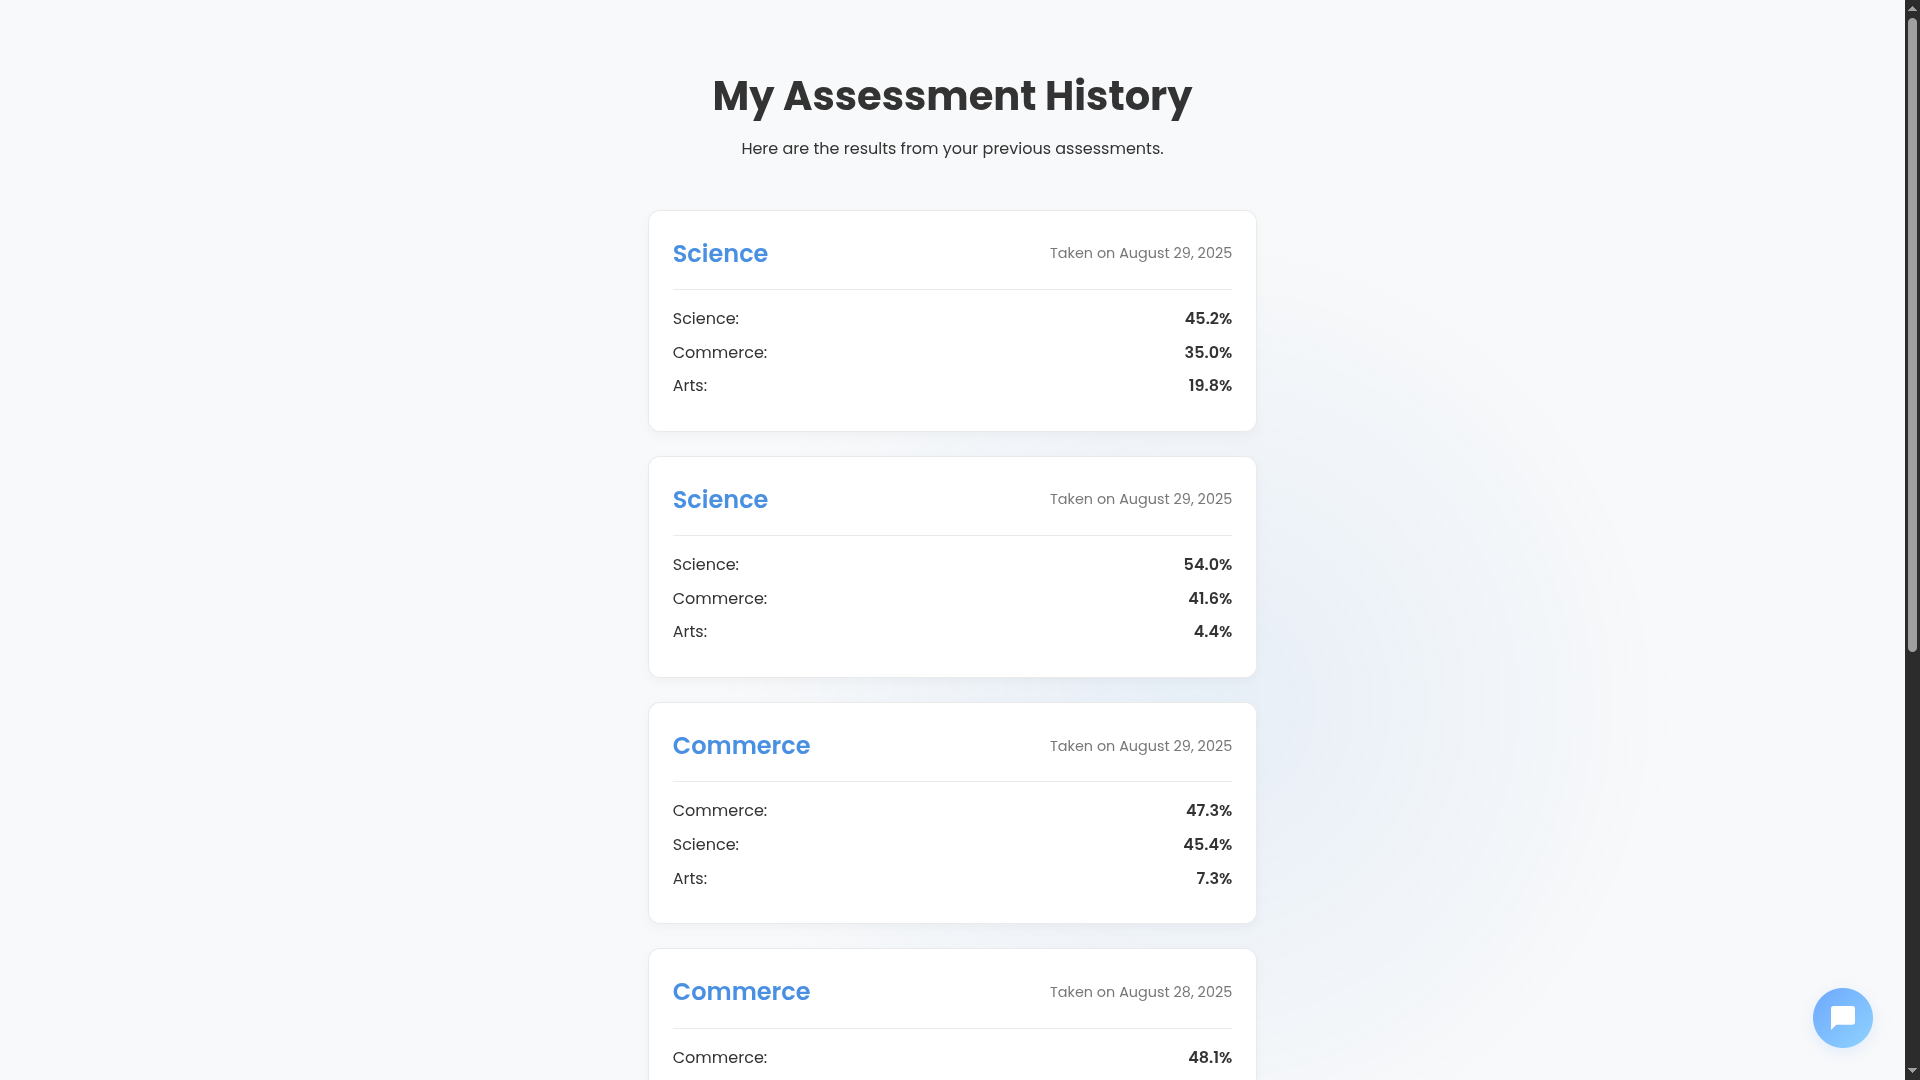 My Assessment History
Here are the results from your previous assessments.
Science Taken on August 29, 2025
Science: 45.2%
Commerce: 35.0%
Arts: 19.8%
Science Taken on August 29, 2025
Science: 54.0%
Commerce: 41.6%
Arts: 4.4%
Commerce Taken on August 29, 2025
Commerce: 47.3%
Science: 45.4%
Arts: 7.3%
Commerce Taken on August 28, 2025
Commerce: 48.1%